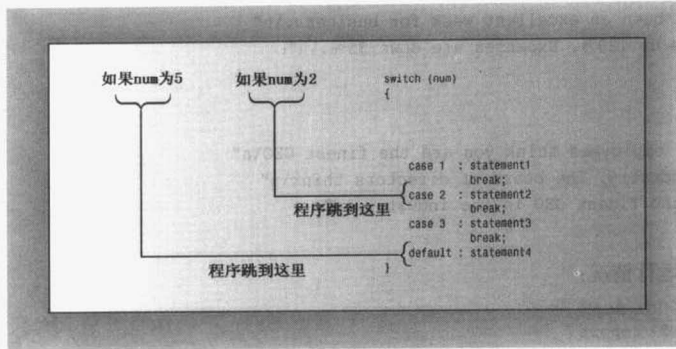 如果num为5 如果num为2 switch (num)
{
case 1 : statement1
break;
case 2 : statement2
break;
程序跳到这里
case 3 : statement3
break;
default : statement4
程序跳到这里
}